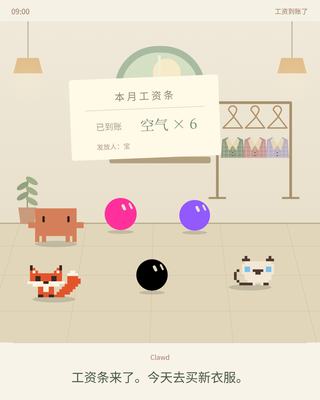 09:00
工资到账了
本月工资条
已到账 空气 × 6
发放人：宝
Clawd
工资条来了。今天去买新衣服。